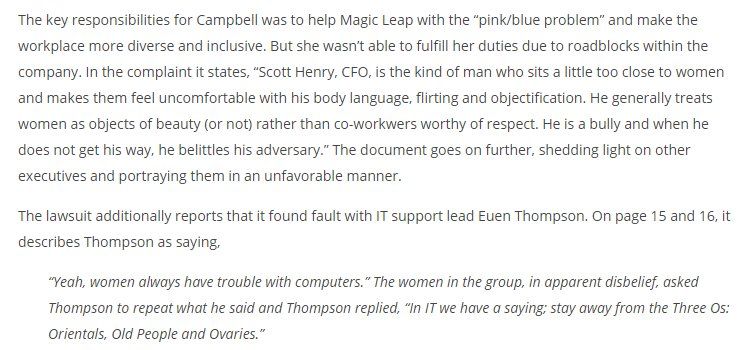 The key responsibilities for Campbell was to help Magic Leap with the “pink/blue problem” and make the
workplace more diverse and inclusive. But she wasn’t able to fulfill her duties due to roadblocks within the
company. In the complaint it states, “Scott Henry, CFO, is the kind of man who sits a little too close to women
and makes them feel uncomfortable with his body language, flirting and objectification. He generally treats
women as objects of beauty (or not) rather than co-workwers worthy of respect. He is a bully and when he
does not get his way, he belittles his adversary.” The document goes on further, shedding light on other
executives and portraying them in an unfavorable manner.
The lawsuit additionally reports that it found fault with IT support lead Euen Thompson. On page 15 and 16, it
describes Thompson as saying,
“Yeah, women always have trouble with computers.” The women in the group, in apparent disbelief, asked
Thompson to repeat what he said and Thompson replied, “In IT we have a saying; stay away from the Three Os:
Orientals, Old People and Ovaries.”